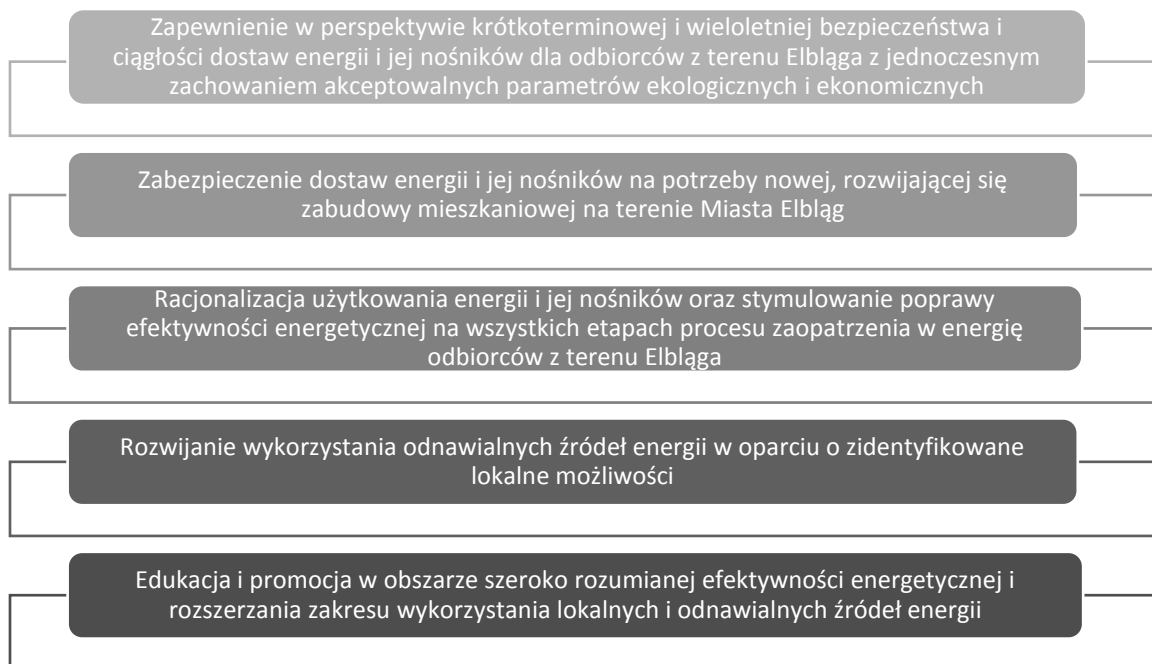 Zapewnienie w perspektywie krótkoterminowej i wieloletniej bezpieczeństwa i
ciągłości dostaw energii i jej nośników dla odbiorców z terenu Elbląga z jednoczesnym
zachowaniem akceptowalnych parametrów ekologicznych i ekonomicznych
Zabezpieczenie dostaw energii i jej nośników na potrzeby nowej, rozwijającej się
zabudowy mieszkaniowej na terenie Miasta Elbląg
Racjonalizacja użytkowania energii i jej nośników oraz stymulowanie poprawy
efektywności energetycznej na wszystkich etapach procesu zaopatrzenia w energię
odbiorców z terenu Elbląga
Rozwijanie wykorzystania odnawialnych źródeł energii w oparciu o zidentyfikowane
lokalne możliwości
Edukacja i promocja w obszarze szeroko rozumianej efektywności energetycznej i
rozszerzania zakresu wykorzystania lokalnych i odnawialnych źródeł energii